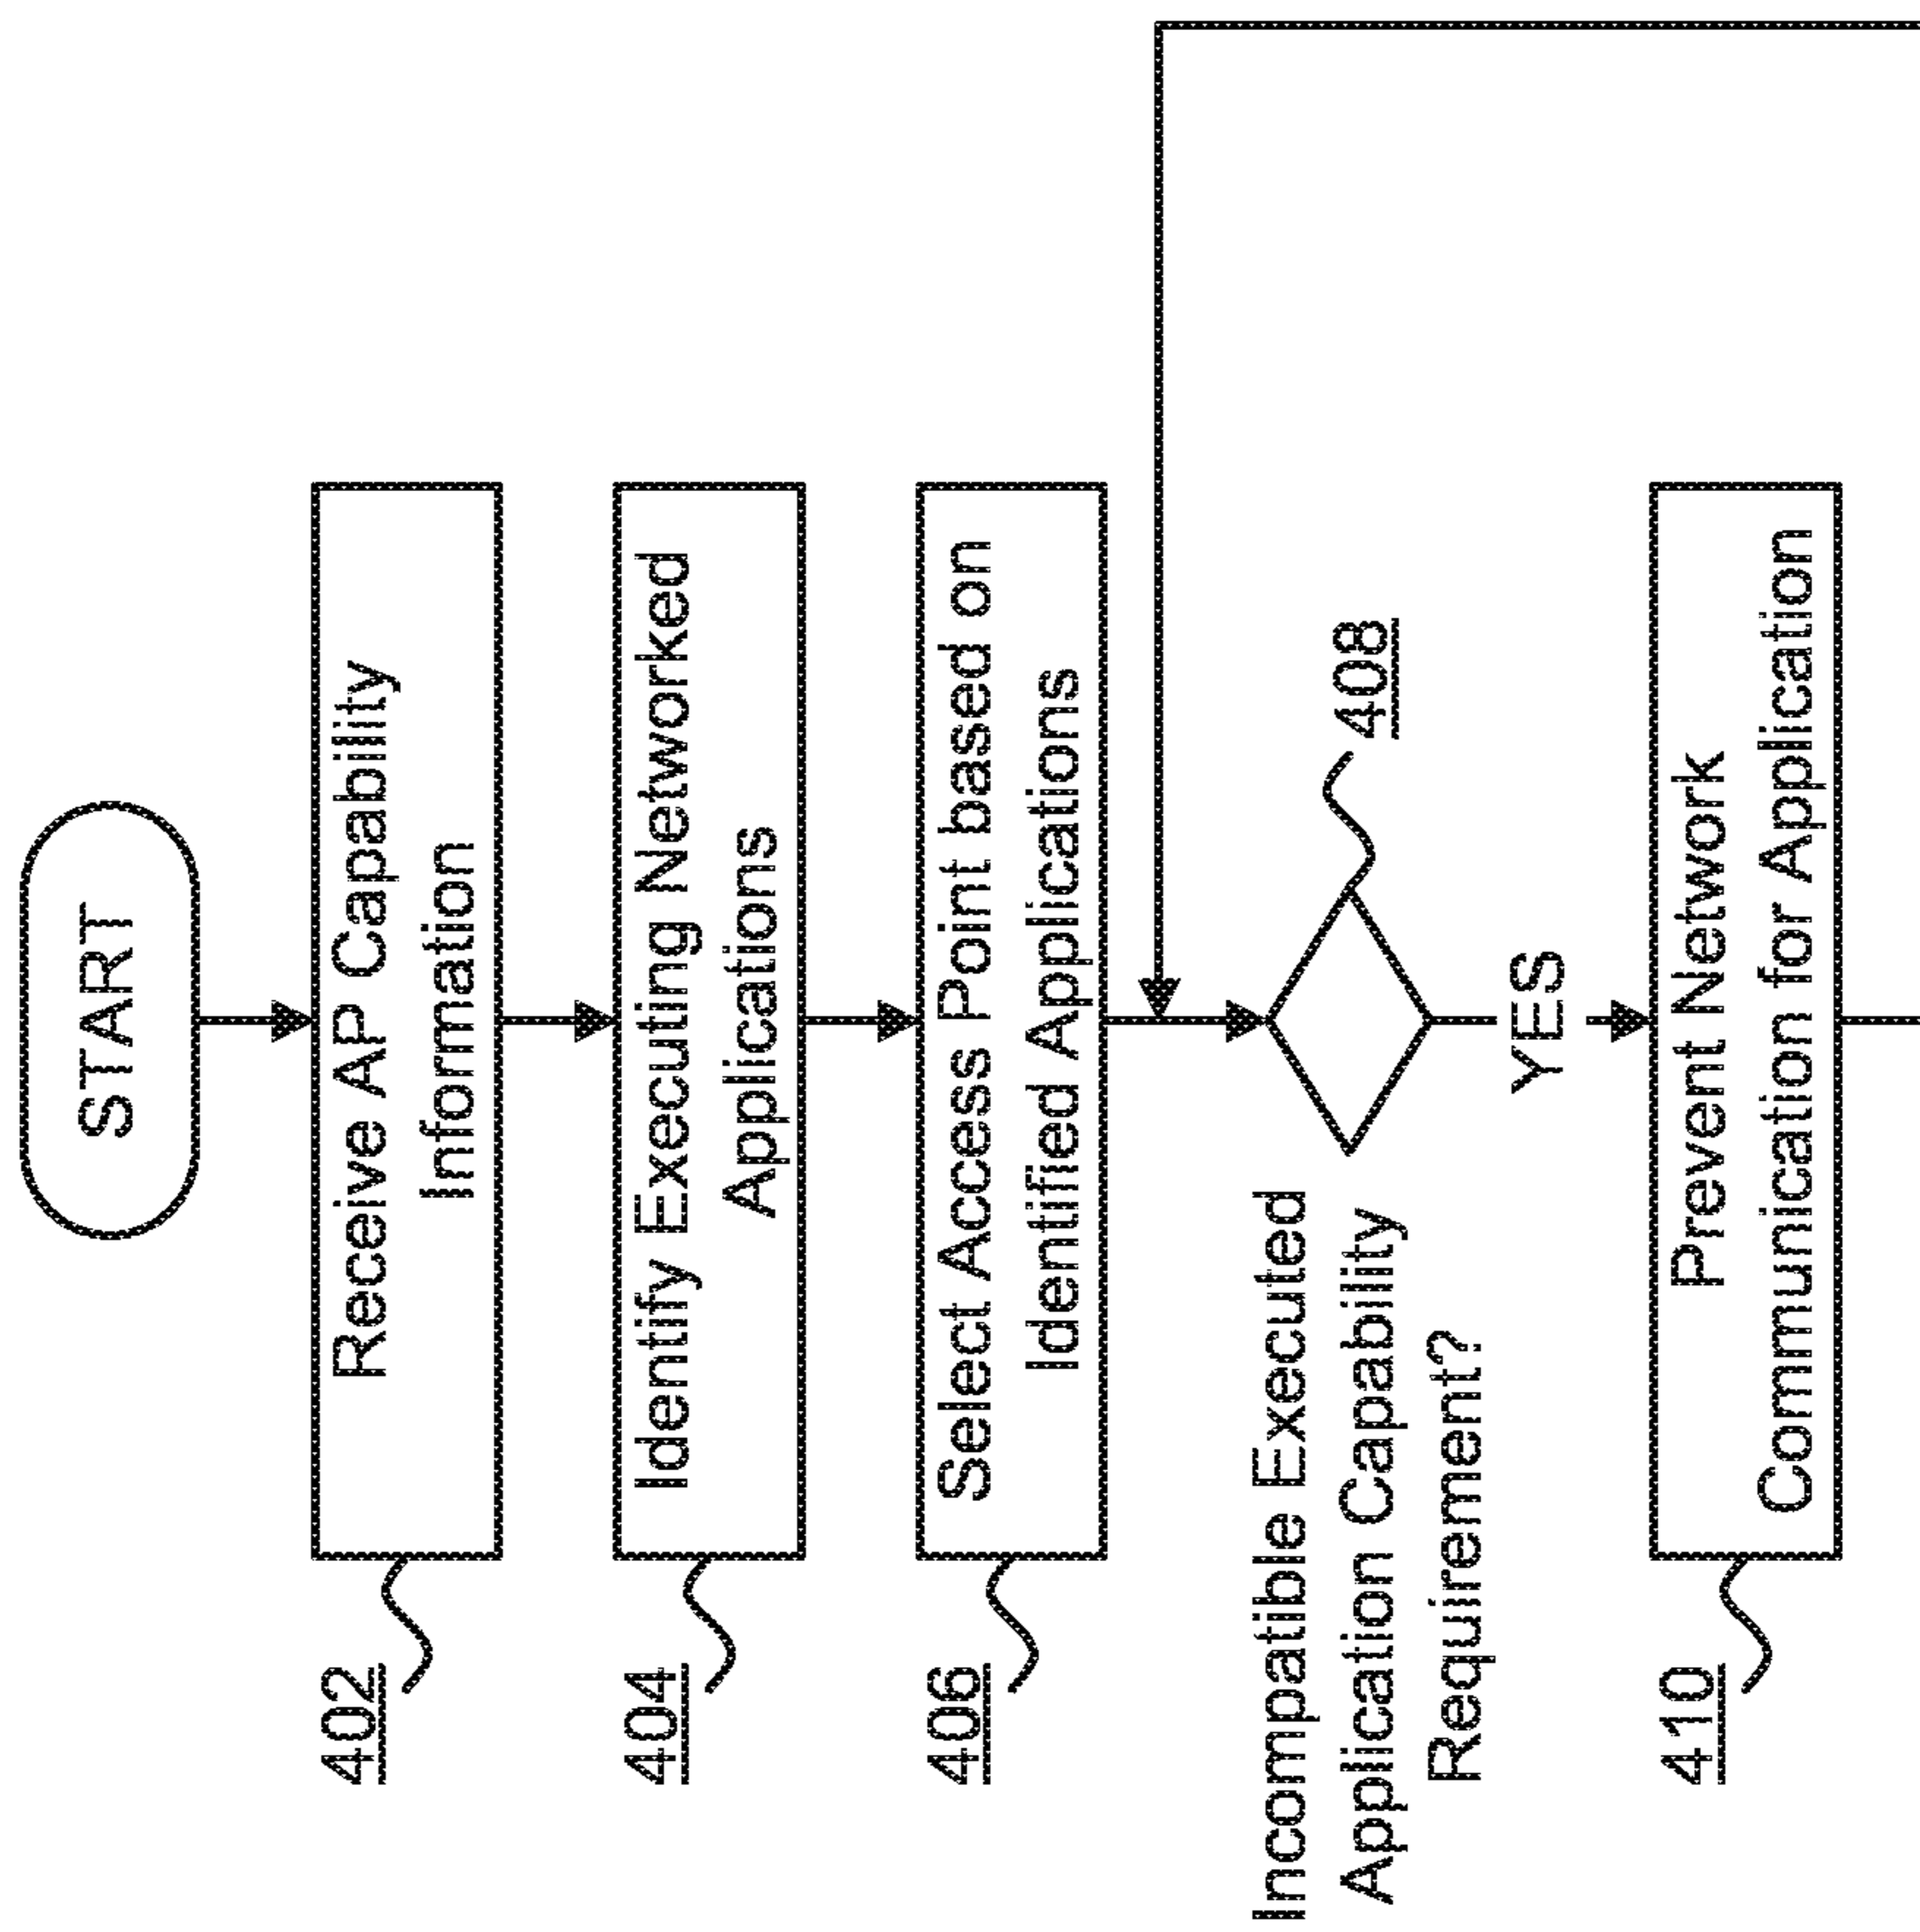 START
402
Receive AP Capability
Information
404
Identify Executing Networked
Applications
406
Select Access Point based on
Identified Applications
408
Incompatible Executed
Application Capability
Requirement?
YES
410
Prevent Network
Communication for Application